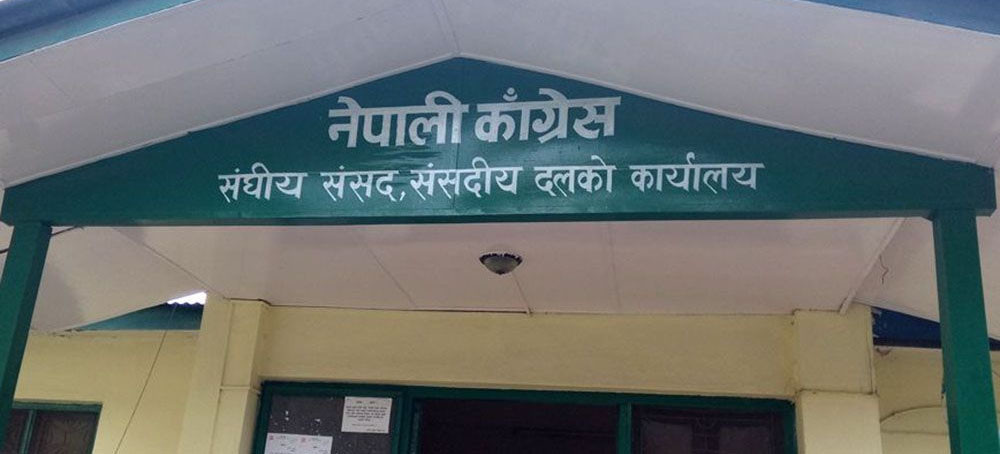 नेपाली काँग्रेस
संघीय संसद, संसदीय दलको कार्यालय